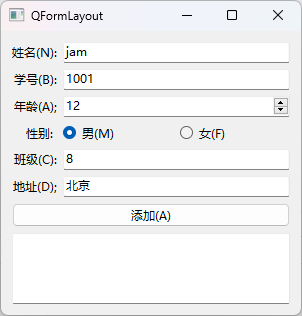 QFormLayout
姓名(N): jam
学号(B): 1001
年龄(A); 12
性别: 男(M) 女(F)
班级(C): 8
地址(D); 北京
添加(A)